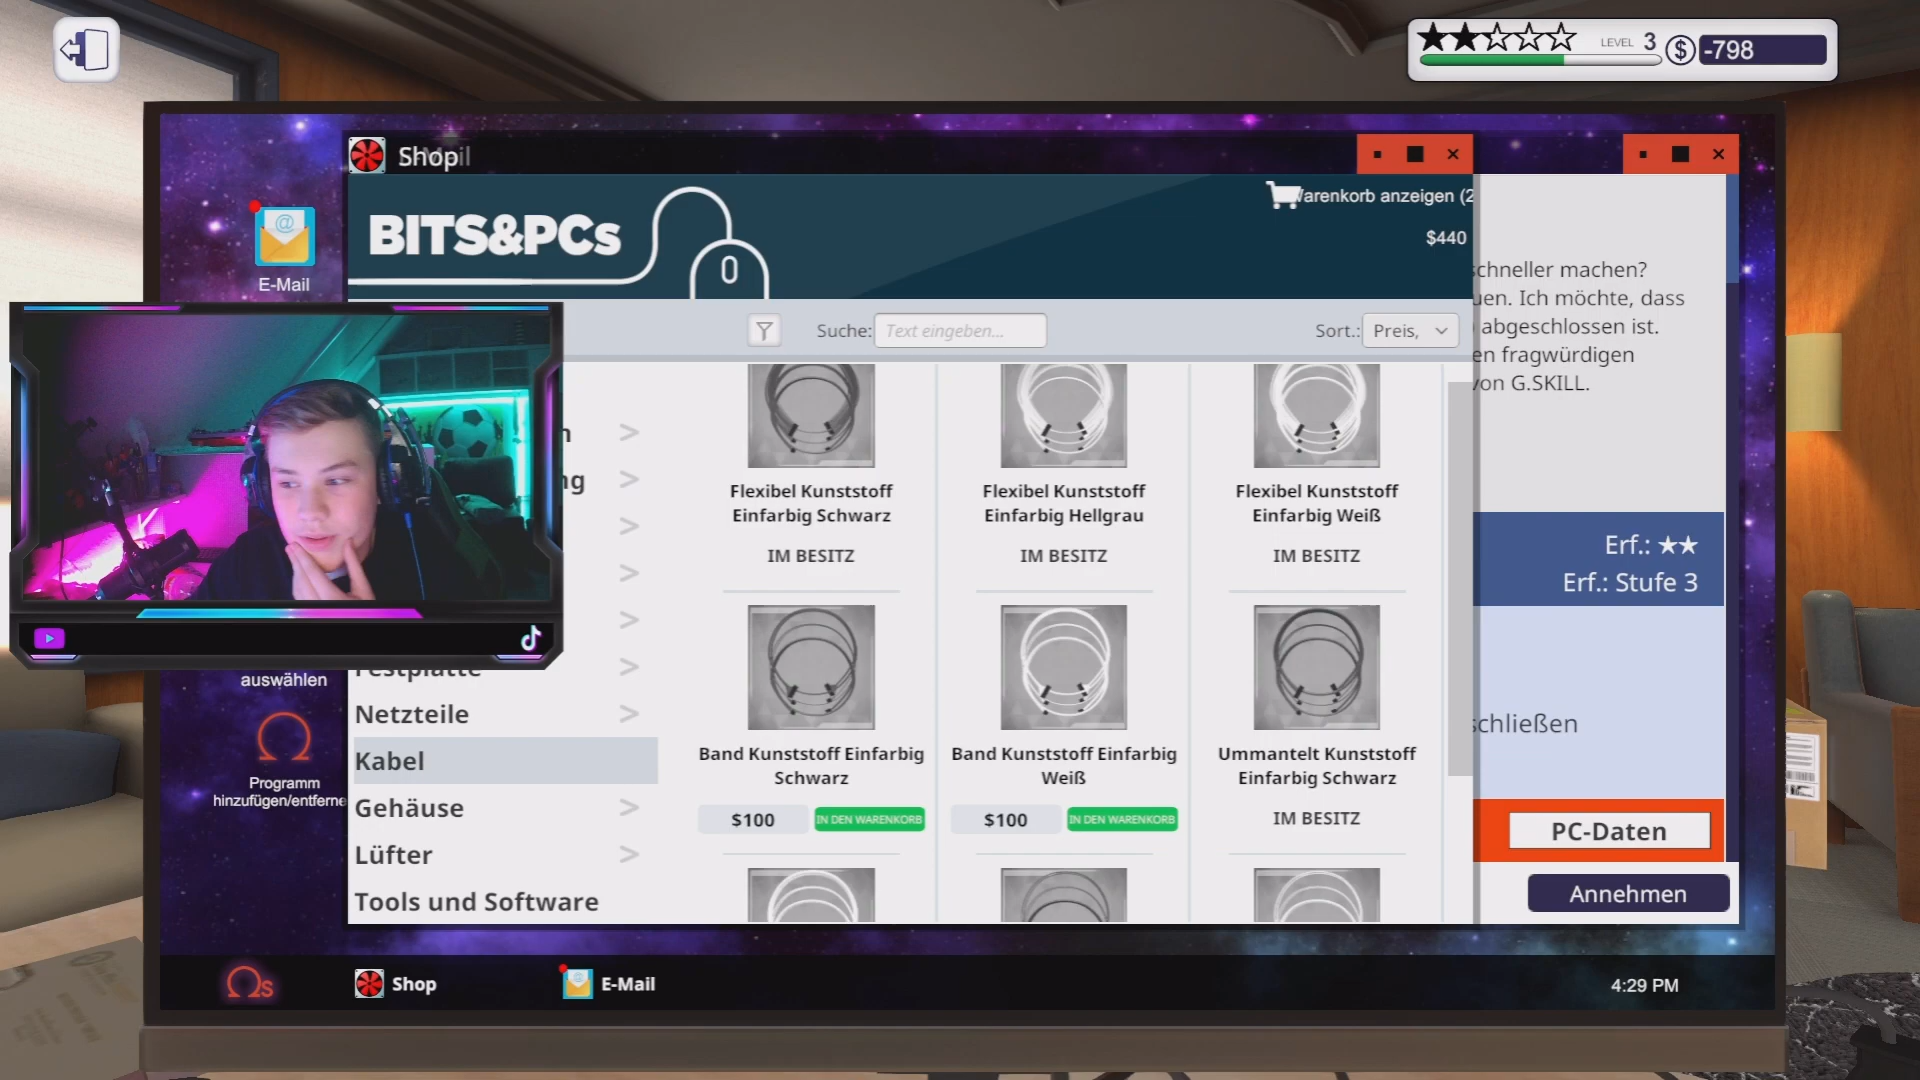 LEVEL 3
-798
Shop
BITS&PCs
arenkorb anzeigen (2
$440
E-Mail
chneller machen?
uen. Ich möchte, dass
abgeschlossen ist.
en fragwürdigen
von G.SKILL.
Suche:
Text eingeben...
Sort.:
Preis,
ng
Flexibel Kunststoff
Einfarbig Schwarz
IM BESITZ
Flexibel Kunststoff
Einfarbig Hellgrau
IM BESITZ
Flexibel Kunststoff
Einfarbig Weiß
IM BESITZ
Erf.: ★★
Erf.: Stufe 3
Festplatte
Netzteile
Kabel
Gehäuse
Lüfter
Tools und Software
auswählen
Programm
hinzufügen/entferne
Band Kunststoff Einfarbig
Schwarz
$100
IN DEN WARENKORB
Band Kunststoff Einfarbig
Weiß
$100
IN DEN WARENKORB
Ummantelt Kunststoff
Einfarbig Schwarz
IM BESITZ
schließen
PC-Daten
Annehmen
Shop
E-Mail
4:29 PM